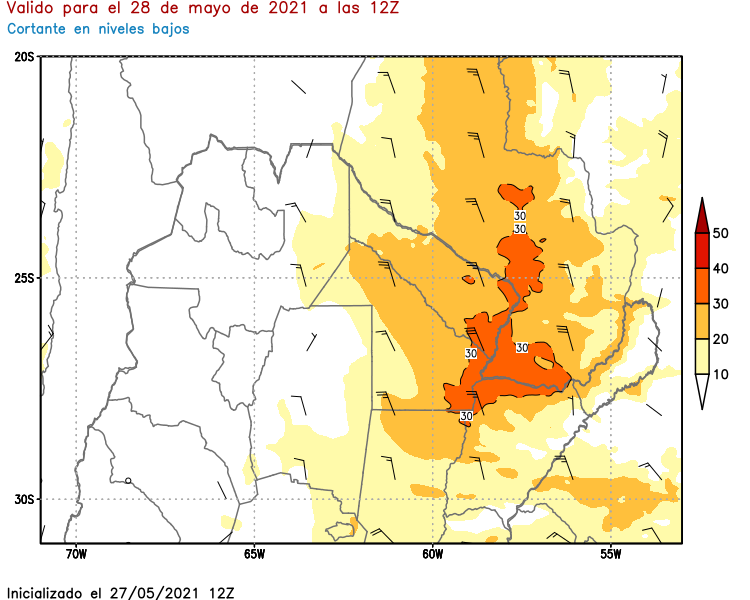 Valido para el 28 de mayo de 2021 a las 12Z
Cortante en niveles bajos
20S
30
30
50
25S
40
30
30
30
20
10
30
30S
70W 65W 60W 55W
Inicializado el 27/05/2021 12Z